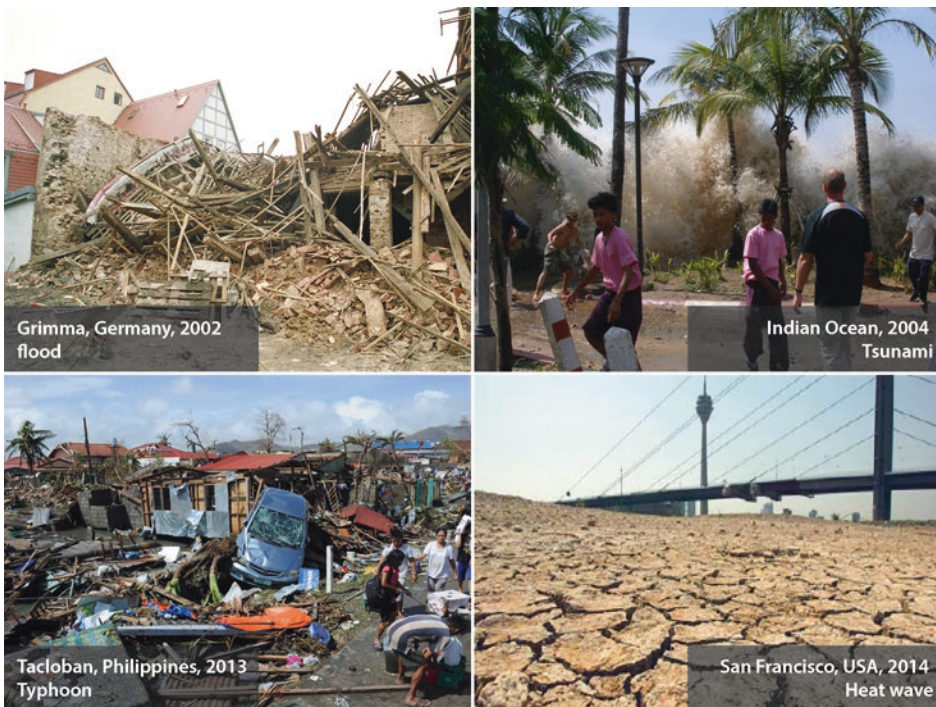 Grimma, Germany, 2002
flood
Indian Ocean, 2004
Tsunami
Tacloban, Philippines, 2013
Typhoon
San Francisco, USA, 2014
Heat wave